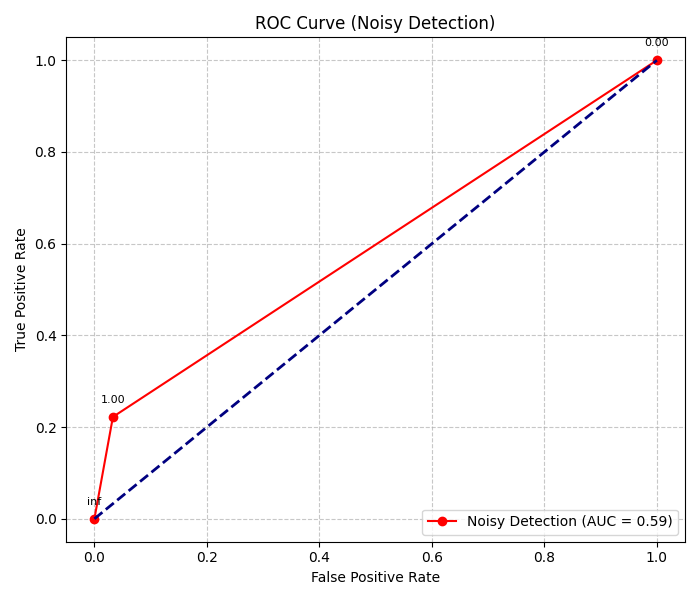 ROC Curve (Noisy Detection)
0.00
1.0
0.8
0.6
0.4
0.2
0.0
True Positive Rate
1.00
inf
Noisy Detection (AUC = 0.59)
0.0 0.2 0.4 0.6 0.8 1.0
False Positive Rate